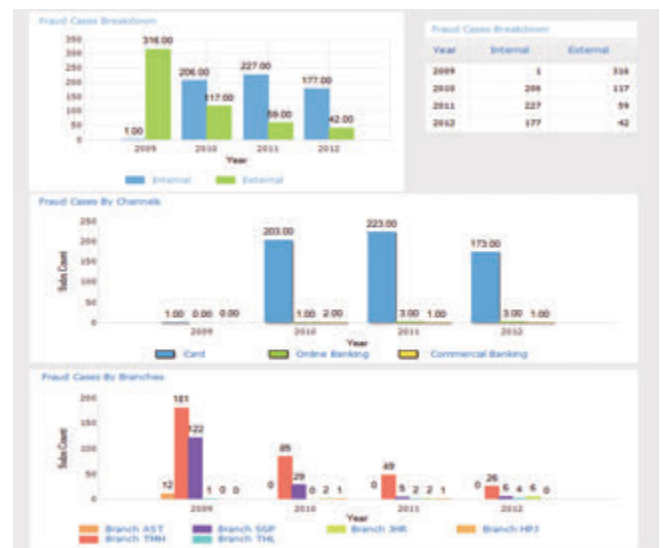 Fraud Cases Breakdown
350
300
250
200
150
100
50
0
1.00
316.00
206.00
117.00
227.00
59.00
177.00
42.00
2009 2010 2011 2012
Year
Internal External
Fraud Cases Breakdown
Year Internal External
2009 1 316
2010 206 117
2011 227 59
2012 177 42
Fraud Cases By Channels
Subs Count
250
200
150
100
50
0
1.00 0.00 0.00
203.00 1.00 2.00
223.00 3.00 1.00
173.00 3.00 1.00
2009 2010 2011 2012
Year
Card Online Banking Commercial Banking
Fraud Cases By Branches
Subs Count
200
150
100
50
0
12 181 122 1 0 0
0 85 29 0 2 1
0 49 5 2 2 1
0 26 6 4 6 0
2009 2010 2011 2012
Year
Branch AST Branch SGP Branch JHR Branch HPJ
Branch TMH Branch THL